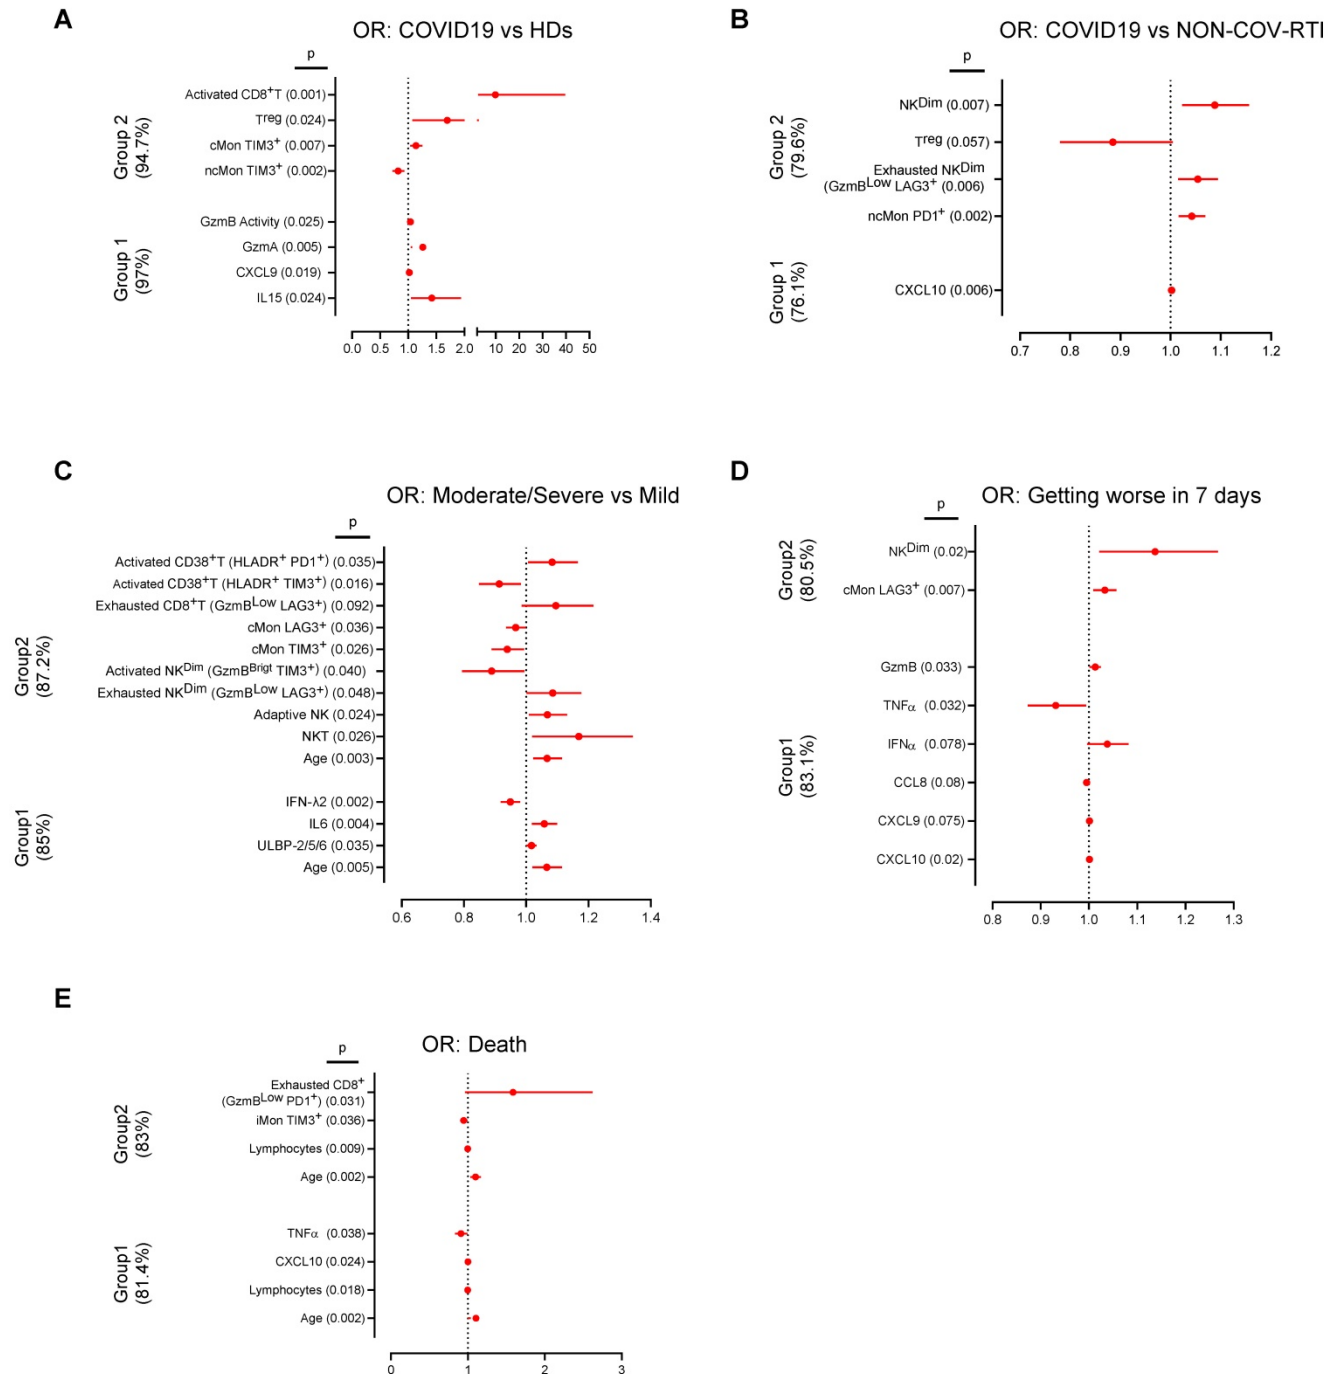 A
OR: COVID19 vs HDs
p
Group 2
(94.7%)
Activated CD8+T (0.001)
Treg (0.024)
cMon TIM3+ (0.007)
ncMon TIM3+ (0.002)
Group 1
(97%)
GzmB Activity (0.025)
GzmA (0.005)
CXCL9 (0.019)
IL15 (0.024)
0.0 0.5 1.0 1.5 2.0 10 20 30 40 50
B
OR: COVID19 vs NON-COV-RTI
p
Group 2
(79.6%)
NKDim (0.007)
Treg (0.057)
Exhausted NKDim
(GzmBLow LAG3+ (0.006)
ncMon PD1+ (0.002)
Group 1
(76.1%)
CXCL10 (0.006)
0.7 0.8 0.9 1.0 1.1 1.2
C
OR: Moderate/Severe vs Mild
p
Group2
(87.2%)
Activated CD38+T (HLADR+ PD1+) (0.035)
Activated CD38+T (HLADR+ TIM3+) (0.016)
Exhausted CD8+T (GzmBLow LAG3+) (0.092)
cMon LAG3+ (0.036)
cMon TIM3+ (0.026)
Activated NKDim (GzmBBrigt TIM3+) (0.040)
Exhausted NKDim (GzmBLow LAG3+) (0.048)
Adaptive NK (0.024)
NKT (0.026)
Age (0.003)
Group1
(85%)
IFN-λ2 (0.002)
IL6 (0.004)
ULBP-2/5/6 (0.035)
Age (0.005)
0.6 0.8 1.0 1.2 1.4
D
OR: Getting worse in 7 days
p
Group2
(80.5%)
NKDim (0.02)
cMon LAG3+ (0.007)
Group1
(83.1%)
GzmB (0.033)
TNFα (0.032)
IFNα (0.078)
CCL8 (0.08)
CXCL9 (0.075)
CXCL10 (0.02)
0.8 0.9 1.0 1.1 1.2 1.3
E
OR: Death
p
Group2
(83%)
Exhausted CD8+
(GzmBLow PD1+) (0.031)
iMon TIM3+ (0.036)
Lymphocytes (0.009)
Age (0.002)
Group1
(81.4%)
TNFα (0.038)
CXCL10 (0.024)
Lymphocytes (0.018)
Age (0.002)
0 1 2 3